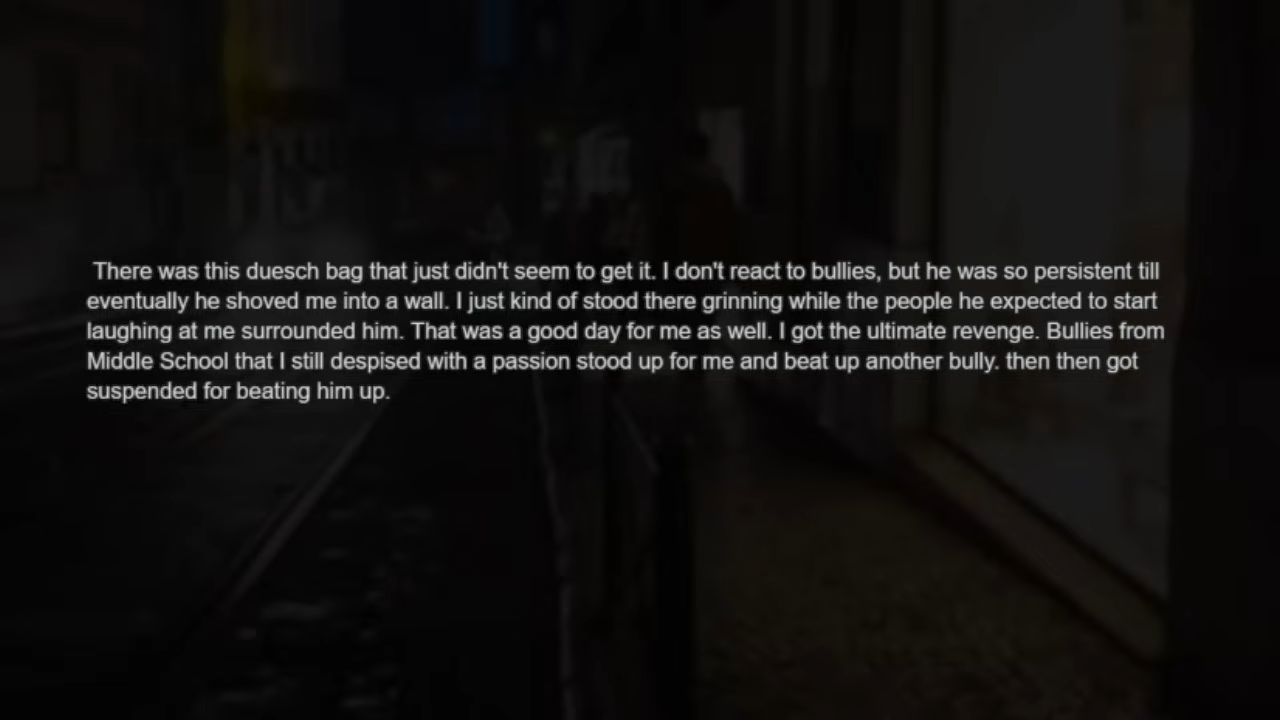 There was this duesch bag that just didn't seem to get it. I don't react to bullies, but he was so persistent till
eventually he shoved me into a wall. I just kind of stood there grinning while the people he expected to start
laughing at me surrounded him. That was a good day for me as well. I got the ultimate revenge. Bullies from
Middle School that I still despised with a passion stood up for me and beat up another bully. then then got
suspended for beating him up.